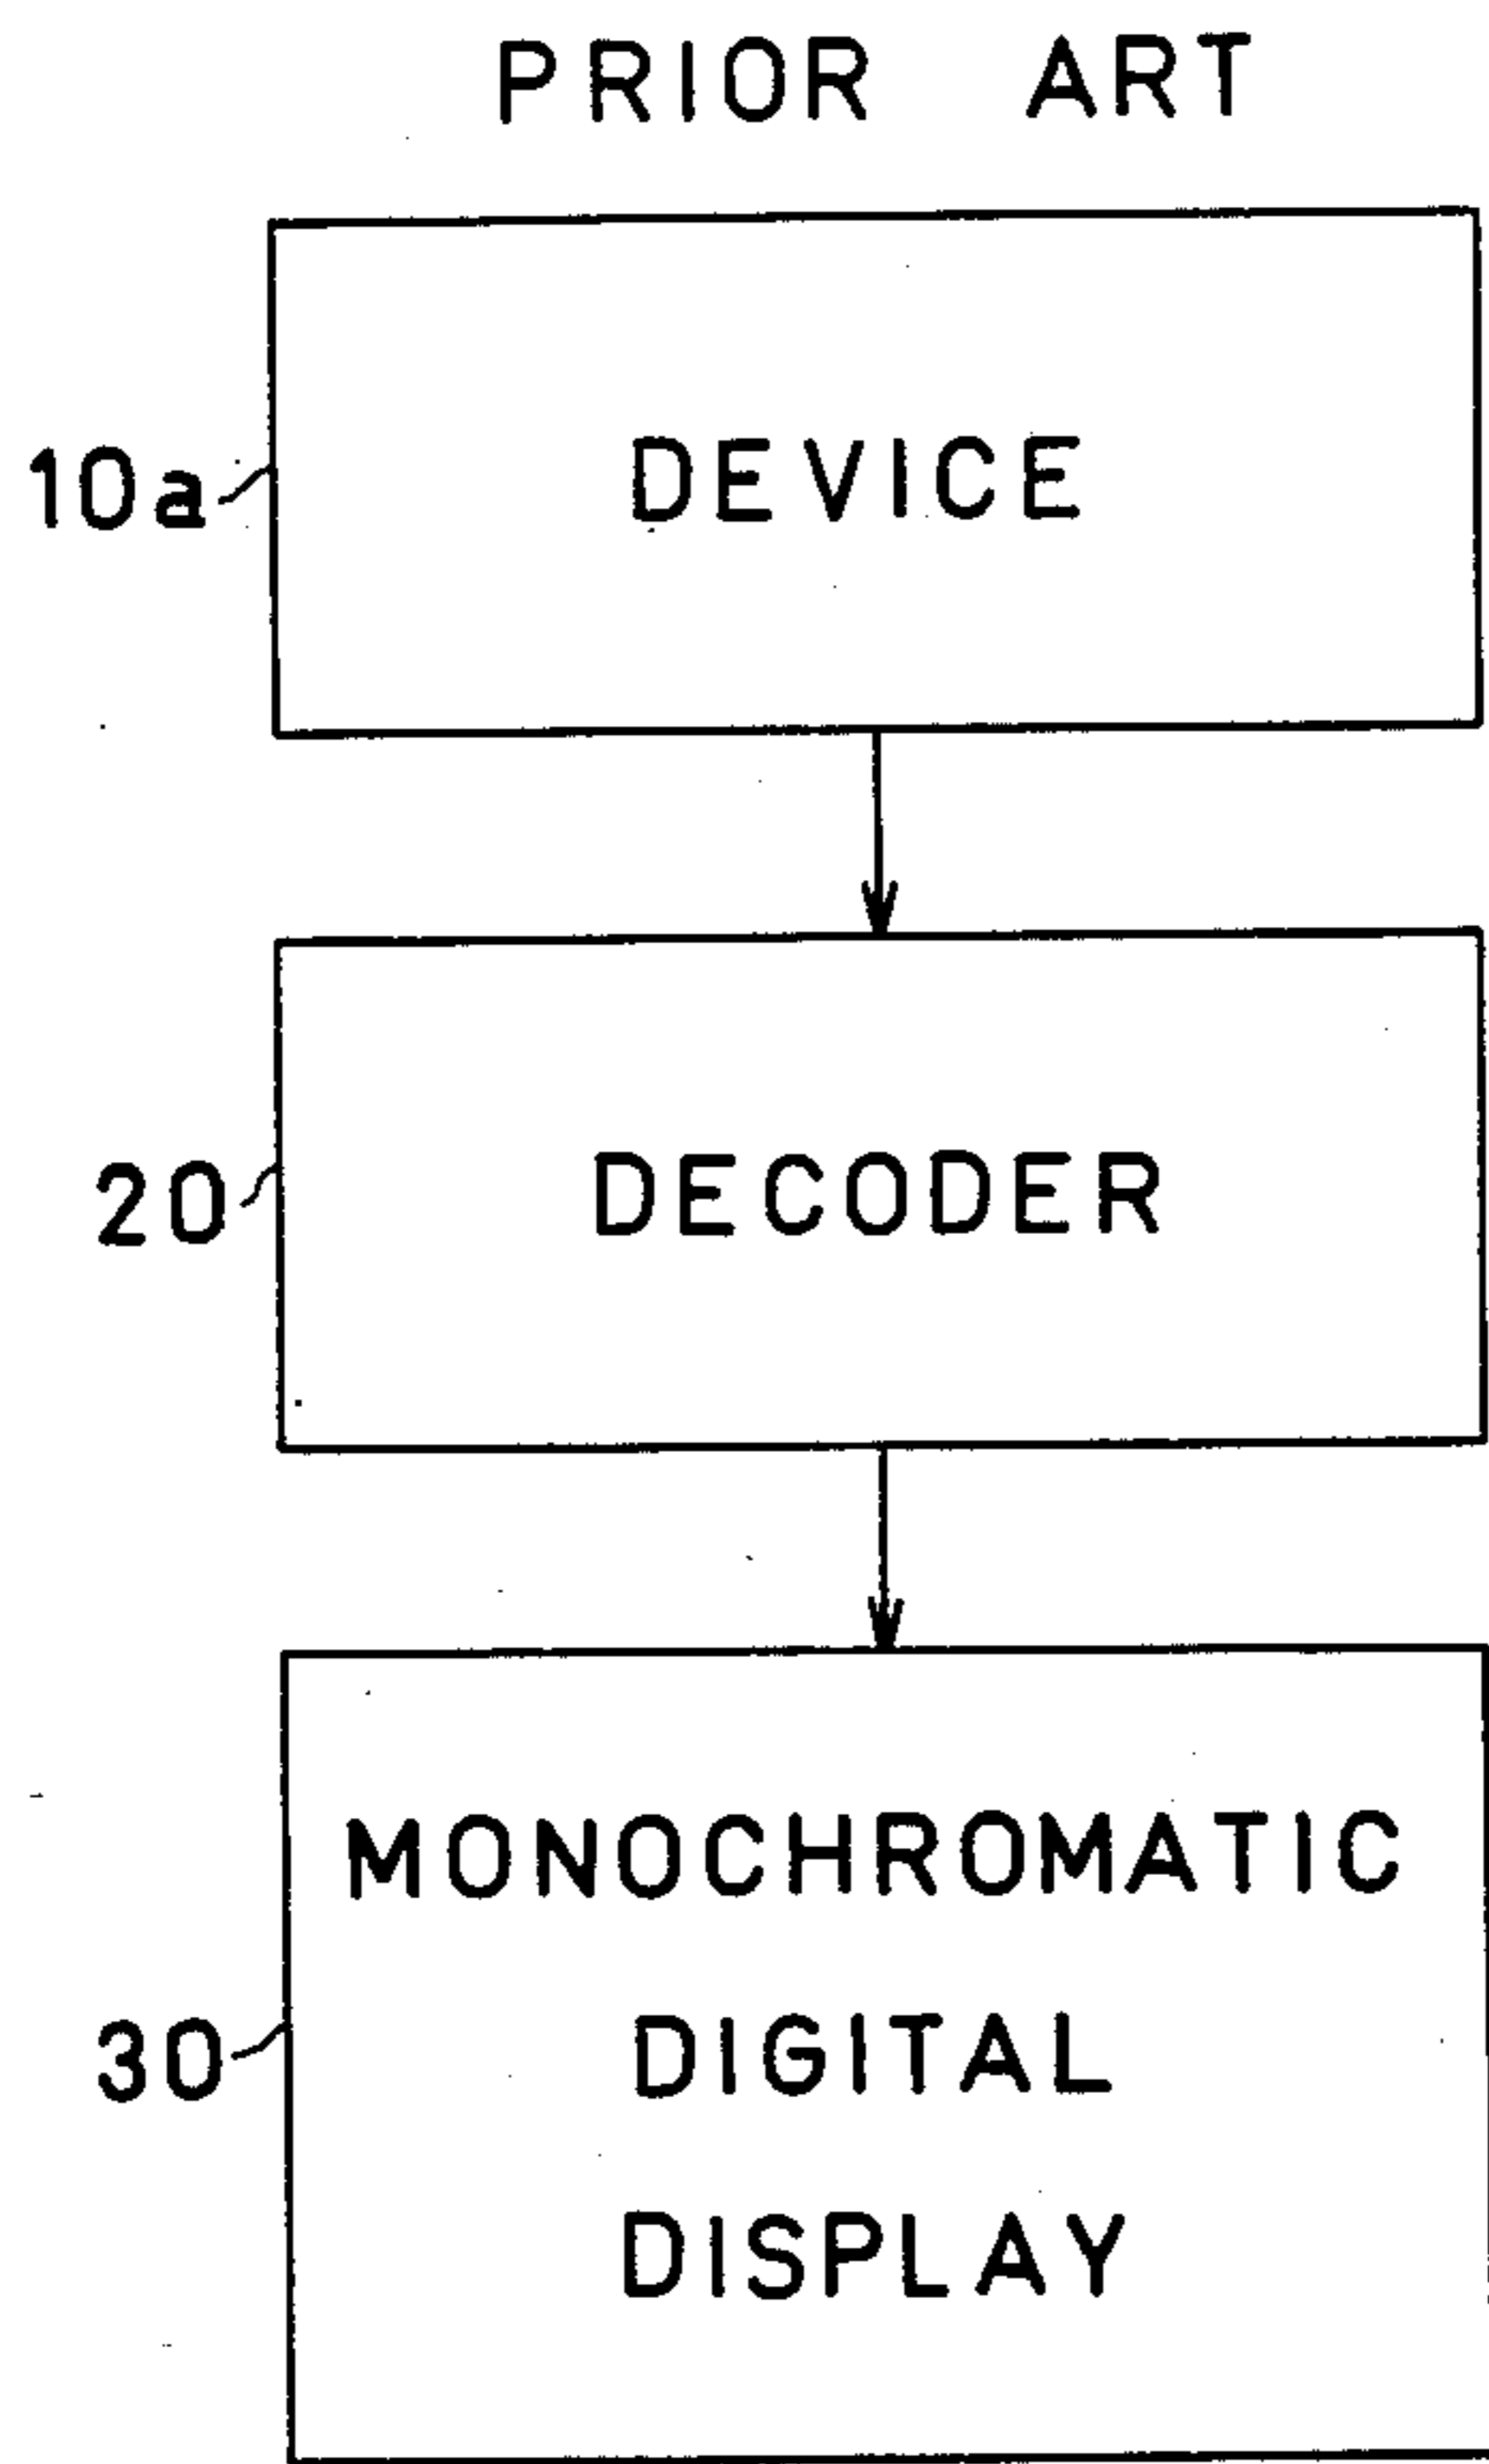 PRIOR ART
10a
DEVICE
20
DECODER
MONOCHROMATIC
30
DIGITAL
DISPLAY